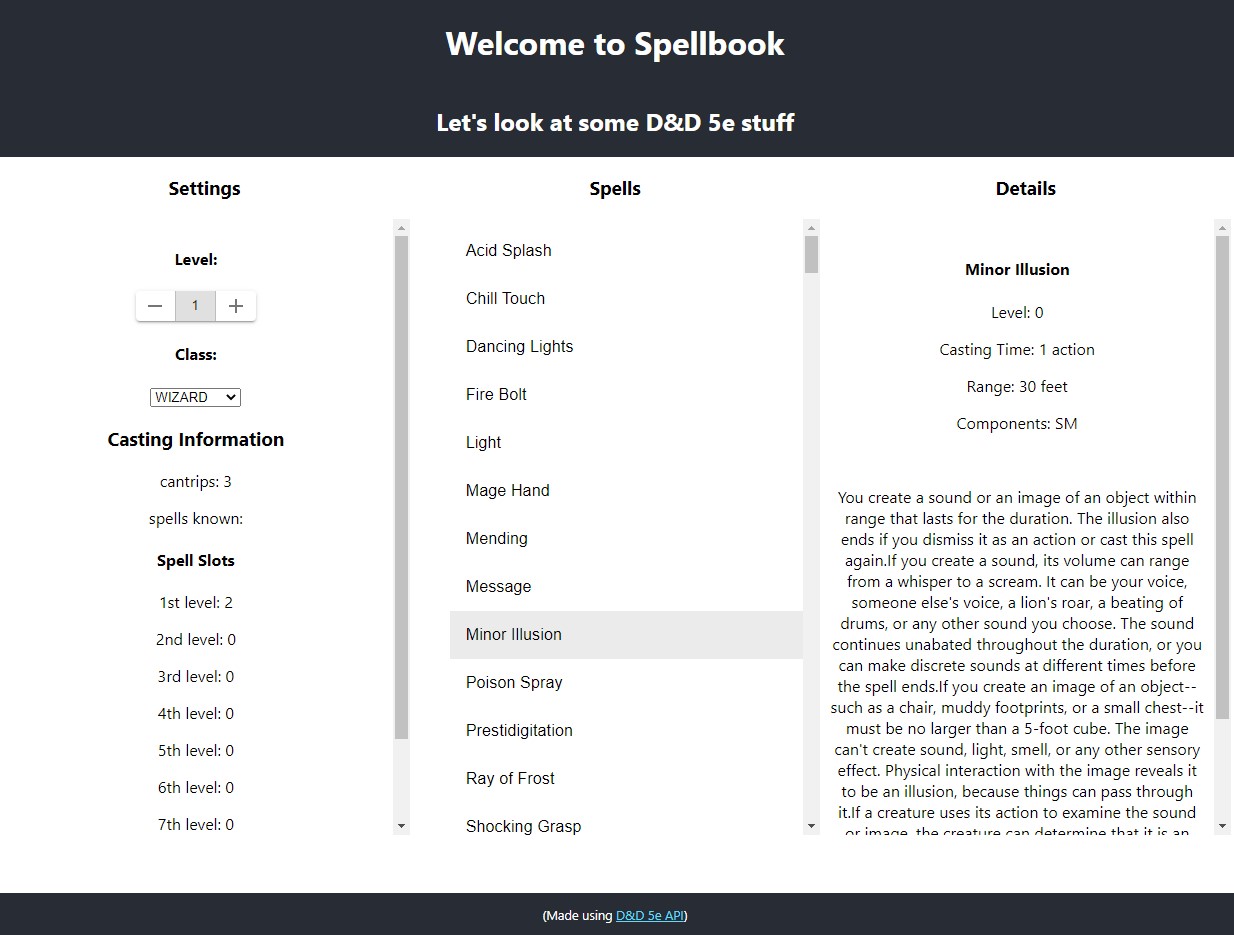 Welcome to Spellbook
Let's look at some D&D 5e stuff
Settings
Level:
1
Class:
WIZARD
Casting Information
cantrips: 3
spells known:
Spell Slots
1st level: 2
2nd level: 0
3rd level: 0
4th level: 0
5th level: 0
6th level: 0
7th level: 0
Spells
Acid Splash
Chill Touch
Dancing Lights
Fire Bolt
Light
Mage Hand
Mending
Message
Minor Illusion
Poison Spray
Prestidigitation
Ray of Frost
Shocking Grasp
Details
Minor Illusion
Level: 0
Casting Time: 1 action
Range: 30 feet
Components: SM
You create a sound or an image of an object within
range that lasts for the duration. The illusion also
ends if you dismiss it as an action or cast this spell
again.If you create a sound, its volume can range
from a whisper to a scream. It can be your voice,
someone else's voice, a lion's roar, a beating of
drums, or any other sound you choose. The sound
continues unabated throughout the duration, or you
can make discrete sounds at different times before
the spell ends.If you create an image of an object--
such as a chair, muddy footprints, or a small chest--it
must be no larger than a 5-foot cube. The image
can't create sound, light, smell, or any other sensory
effect. Physical interaction with the image reveals it
to be an illusion, because things can pass through
it.If a creature uses its action to examine the sound
or image, the creature can determine that it is an
(Made using D&D 5e API)